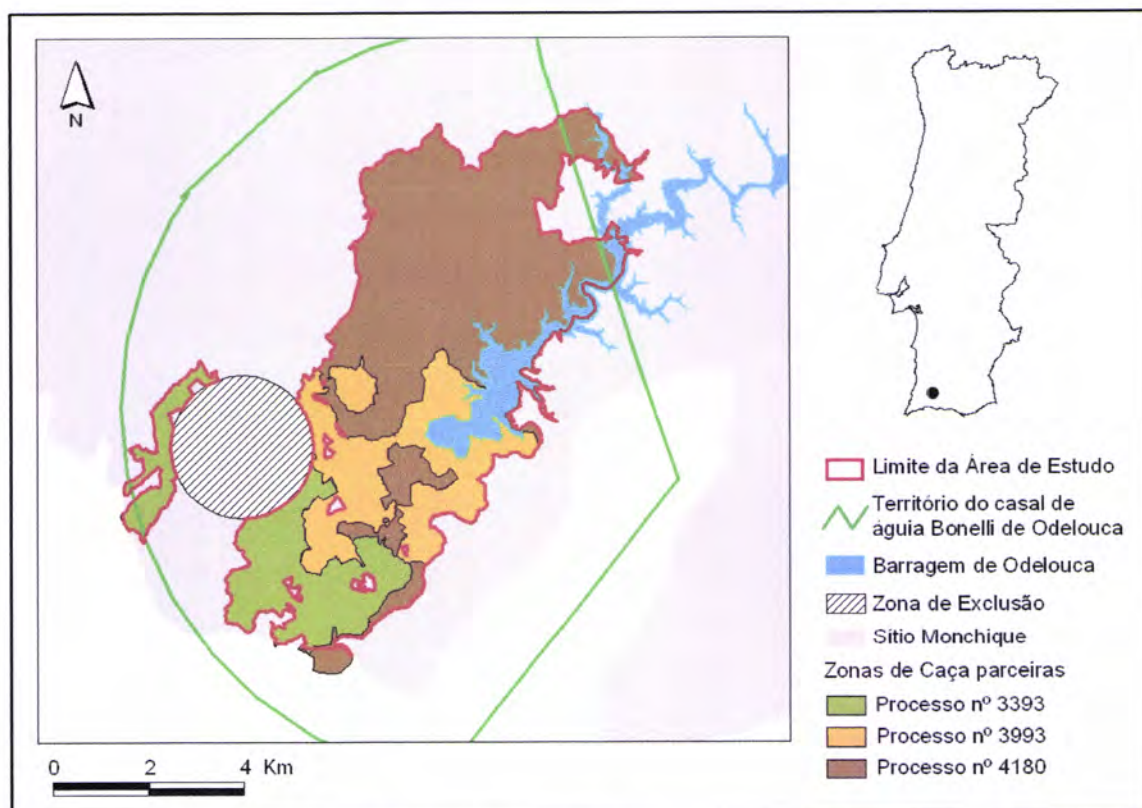 N
Limite da Área de Estudo
Território do casal de
águia Bonelli de Odelouca
Barragem de Odelouca
Zona de Exclusão
Sítio Monchique
Zonas de Caça parceiras
Processo nº 3393
Processo nº 3993
Processo nº 4180
0 2 4 Km